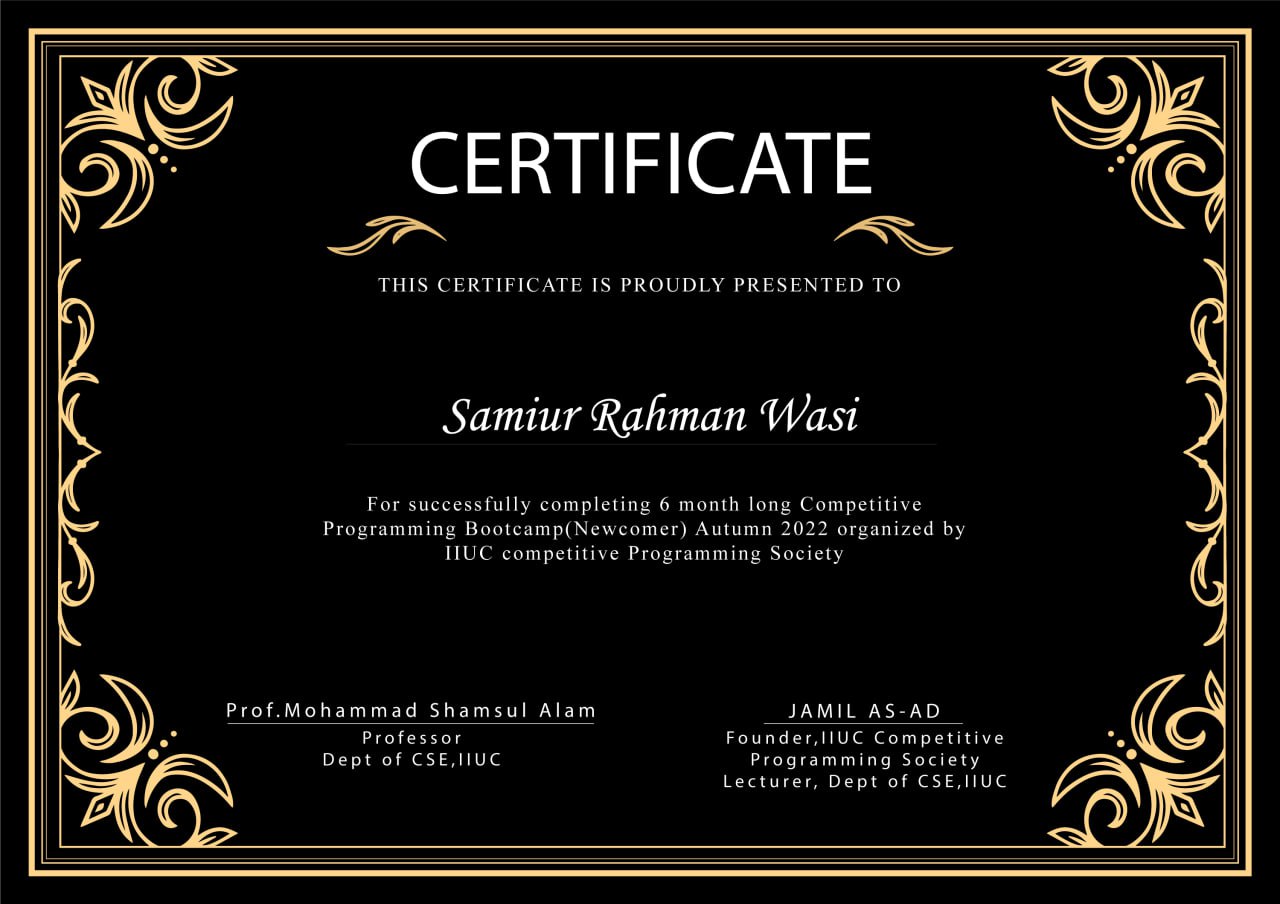 CERTIFICATE
THIS CERTIFICATE IS PROUDLY PRESENTED TO
Samiur Rahman Wasi
For successfully completing 6 month long Competitive
Programming Bootcamp(Newcomer) Autumn 2022 organized by
IIUC competitive Programming Society
Prof.Mohammad Shamsul Alam
Professor
Dept of CSE,IIUC
JAMIL AS-AD
Founder,IIUC Competitive
Programming Society
Lecturer, Dept of CSE,IIUC